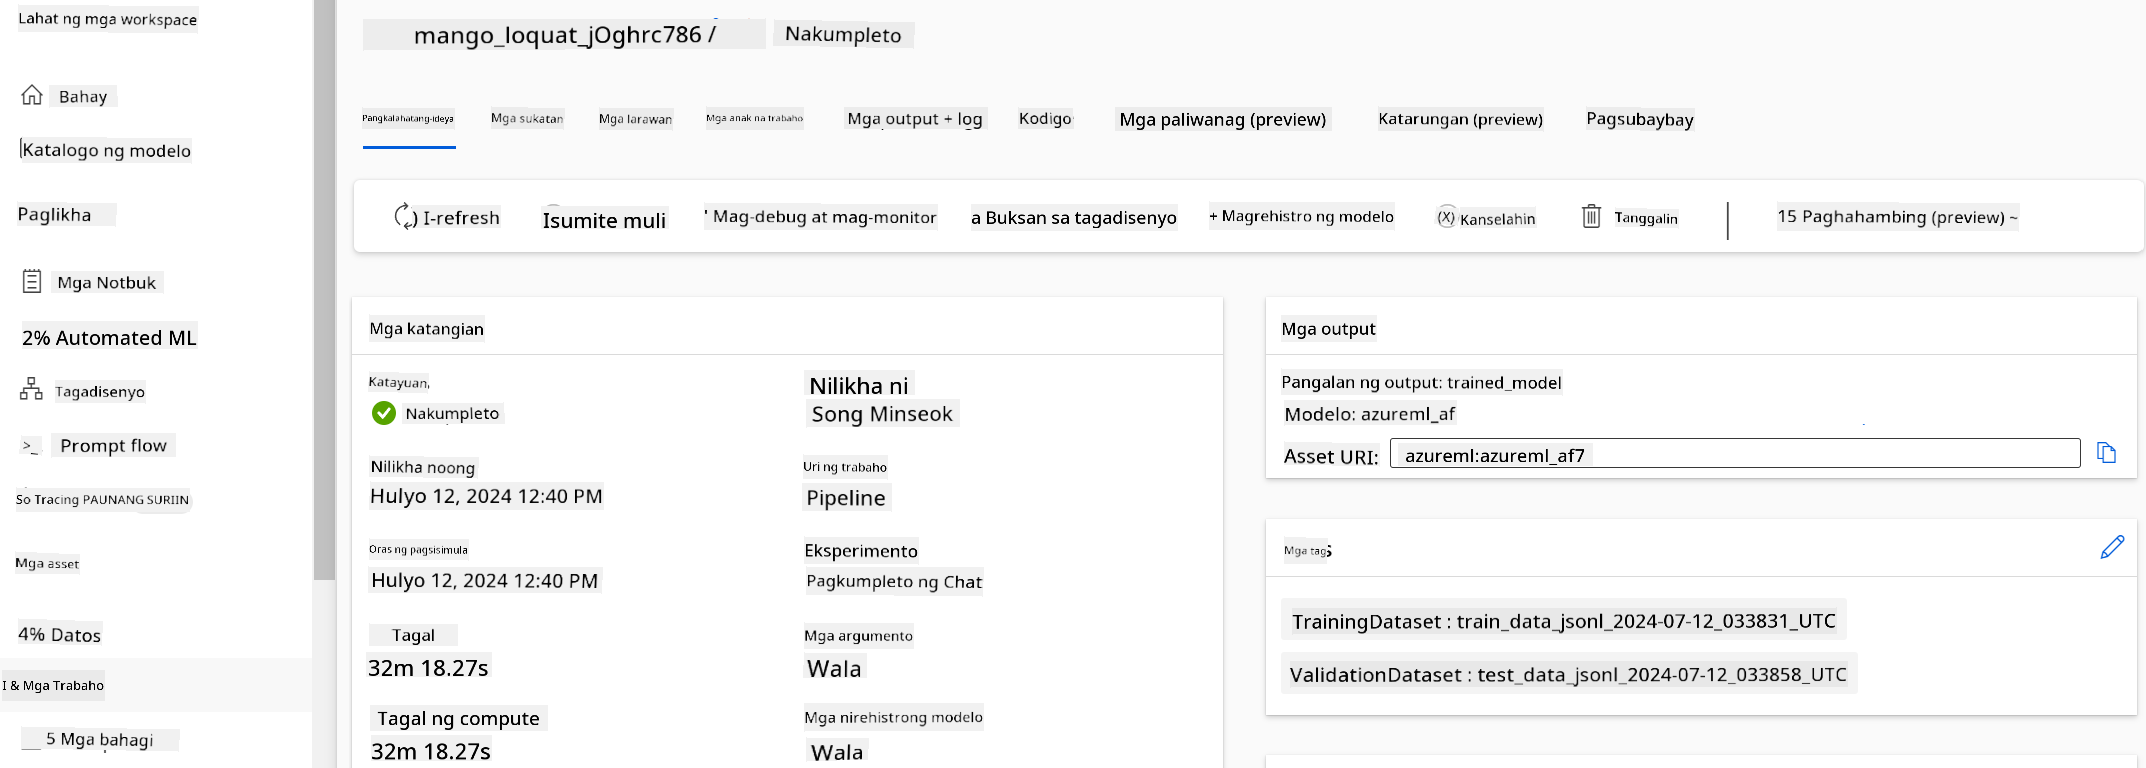 Lahat ng mga workspace
Bahay
Katalogo ng modelo
Paglikha
Mga Notbuk
2% Automated ML
Tagadisenyo
>_ Prompt flow
So Tracing PAUNANG SURIIN
Mga asset
4% Datos
I & Mga Trabaho
5 Mga bahagi
mango_loquat_jOghrc786 / Nakumpleto
Pangkalahatang-ideya Mga sukatan Mga larawan Mga anak na trabaho Mga output + log Kodigo Mga paliwanag (preview) Katarungan (preview) Pagsubaybay
) I-refresh Isumite muli ' Mag-debug at mag-monitor a Buksan sa tagadisenyo + Magrehistro ng modelo (X) Kanselahin Tanggalin 15 Paghahambing (preview) ~
Mga katangian
Katayuan,
Nakumpleto
Nilikha noong
Hulyo 12, 2024 12:40 PM
Oras ng pagsisimula
Hulyo 12, 2024 12:40 PM
Tagal
32m 18.27s
Tagal ng compute
32m 18.27s
Nilikha ni
Song Minseok
Uri ng trabaho
Pipeline
Eksperimento
Pagkumpleto ng Chat
Mga argumento
Wala
Mga nirehistrong modelo
Wala
Mga output
Pangalan ng output: trained_model
Modelo: azureml_af
Asset URI: azureml:azureml_af7
Mga tags
TrainingDataset : train_data_jsonl_2024-07-12_033831_UTC
ValidationDataset : test_data_jsonl_2024-07-12_033858_UTC